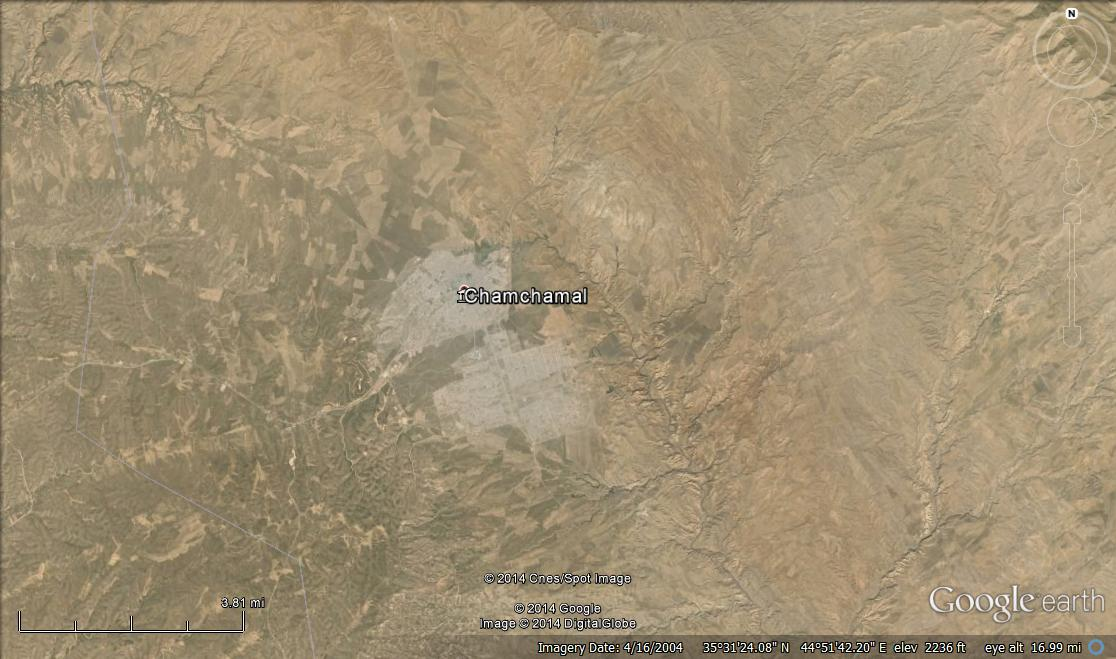 N
Chamchamal
© 2014 Cnes/Spot Image
3.81 mi
© 2014 Google
Image © 2014 DigitalGlobe
Google earth
Imagery Date: 4/16/2004 35°31'24.08" N 44°51'42.20" E elev 2236 ft eye alt 16.99 mi